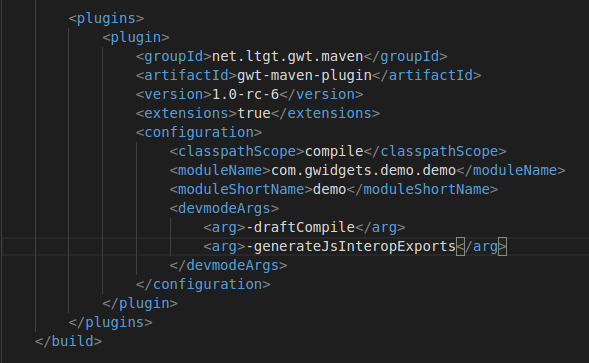 <plugins>
<plugin>
<groupId>net.ltgt.gwt.maven</groupId>
<artifactId>gwt-maven-plugin</artifactId>
<version>1.0-rc-6</version>
<extensions>true</extensions>
<configuration>
<classpathScope>compile</classpathScope>
<moduleName>com.gwidgets.demo.demo</moduleName>
<moduleShortName>demo</moduleShortName>
<devmodeArgs>
<arg>-draftCompile</arg>
<arg>-generateJsInteropExports</arg>
</devmodeArgs>
</configuration>
</plugin>
</plugins>
</build>